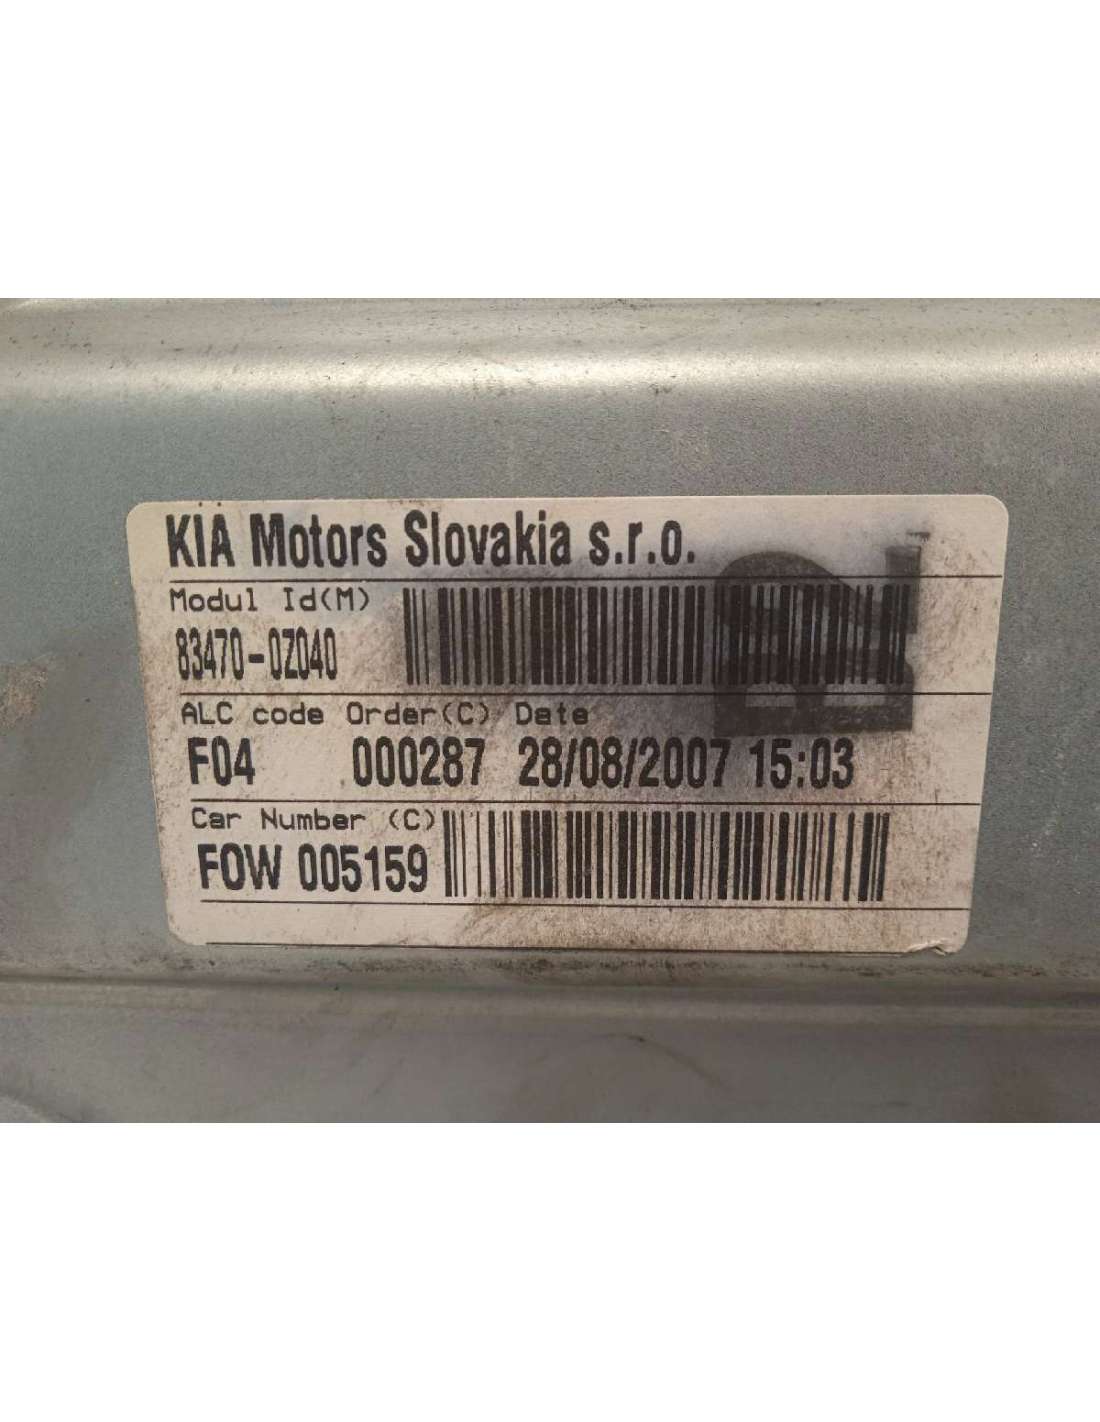 KIA Motors Slovakia s.r.o.
Modul Id(M)
83470-0Z040
ALC code Order(C) Date
F04 000287 28/08/2007 15:03
Car Number (C)
FOW 005159